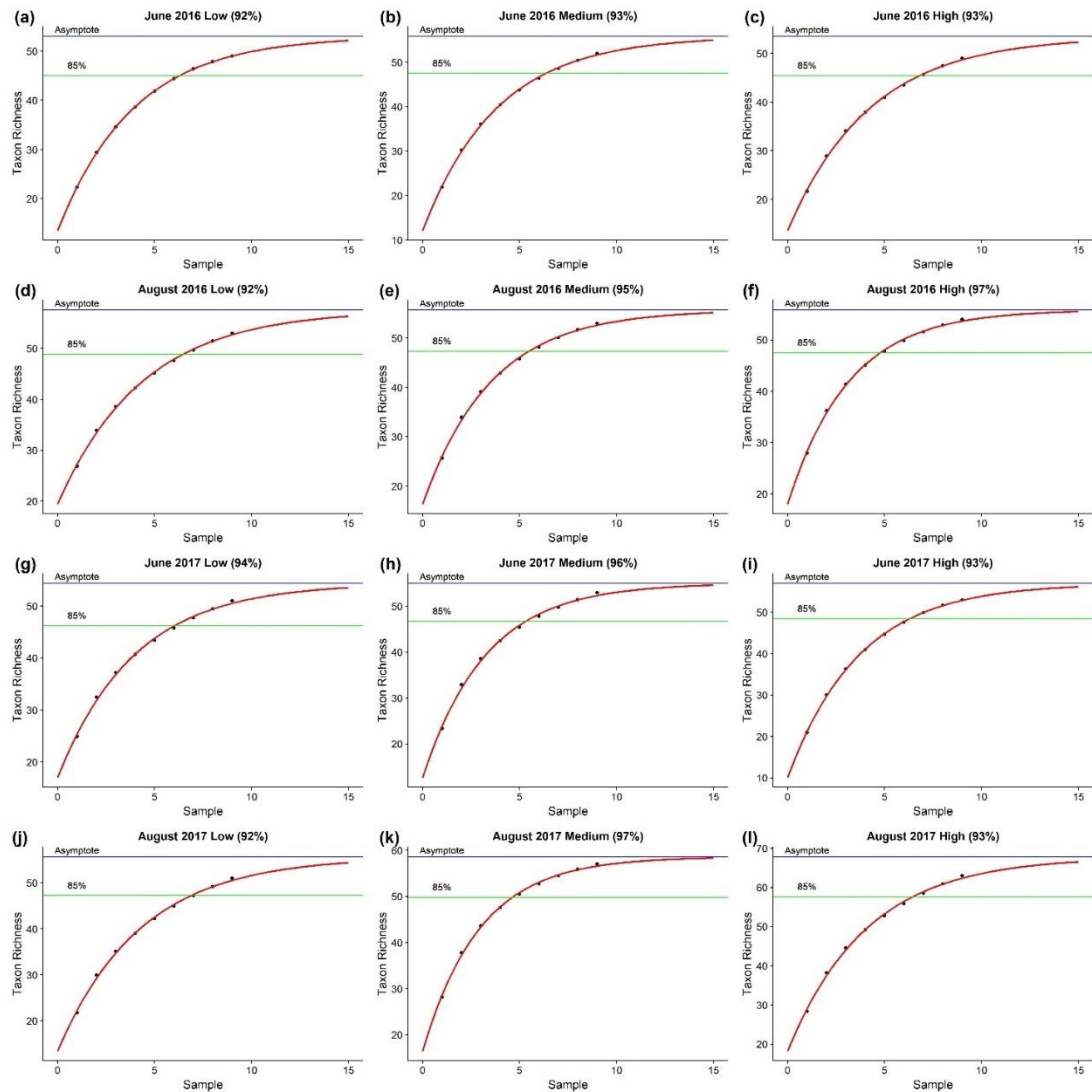 (a) June 2016 Low (92%)
Asymptote
85%
50
40
30
20
Taxon Richness
0 5 10 15
Sample
(b) June 2016 Medium (93%)
Asymptote
85%
50
40
30
20
10
Taxon Richness
0 5 10 15
Sample
(c) June 2016 High (93%)
Asymptote
85%
50
40
30
20
Taxon Richness
0 5 10 15
Sample
(d) August 2016 Low (92%)
Asymptote
85%
50
40
30
20
Taxon Richness
0 5 10 15
Sample
(e) August 2016 Medium (95%)
Asymptote
85%
50
40
30
20
Taxon Richness
0 5 10 15
Sample
(f) August 2016 High (97%)
Asymptote
85%
50
40
30
20
Taxon Richness
0 5 10 15
Sample
(g) June 2017 Low (94%)
Asymptote
85%
50
40
30
20
Taxon Richness
0 5 10 15
Sample
(h) June 2017 Medium (96%)
Asymptote
85%
50
40
30
20
Taxon Richness
0 5 10 15
Sample
(i) June 2017 High (93%)
Asymptote
85%
50
40
30
20
10
Taxon Richness
0 5 10 15
Sample
(j) August 2017 Low (92%)
Asymptote
85%
50
40
30
20
Taxon Richness
0 5 10 15
Sample
(k) August 2017 Medium (97%)
60
Asymptote
85%
50
40
30
20
Taxon Richness
0 5 10 15
Sample
(l) August 2017 High (93%)
70
Asymptote
85%
60
50
40
30
20
Taxon Richness
0 5 10 15
Sample